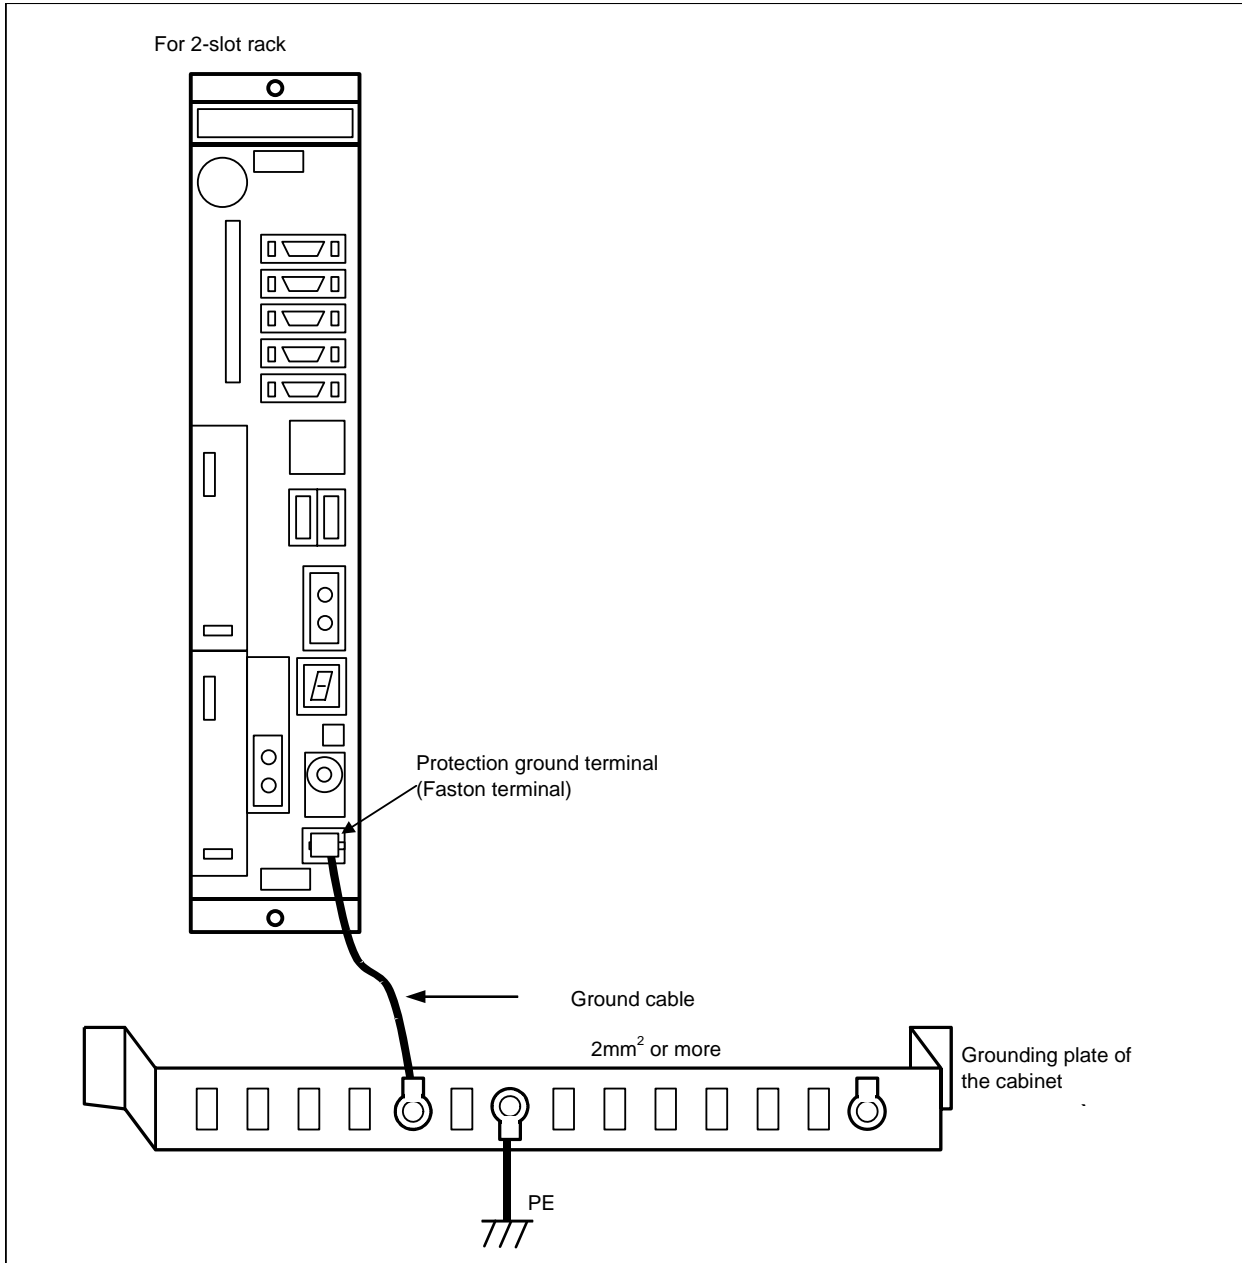 For 2-slot rack
Protection ground terminal
(Faston terminal)
Ground cable
2mm² or more
Grounding plate of
the cabinet
PE